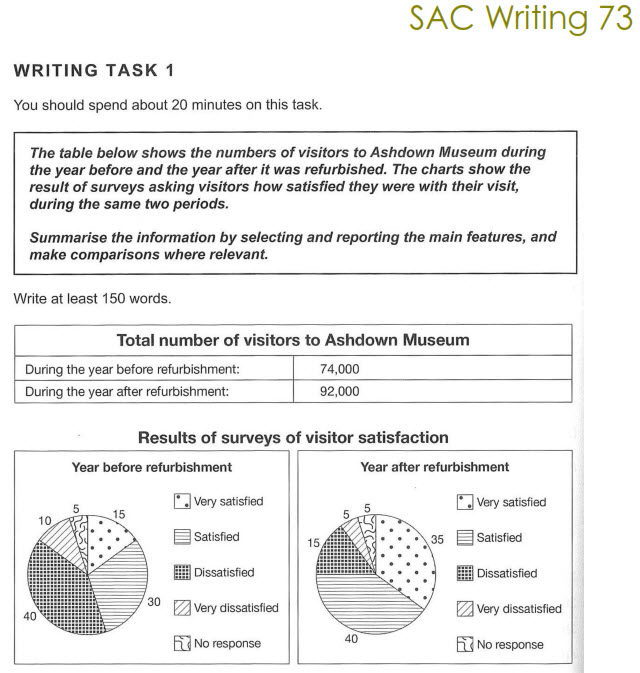 SAC Writing 73
WRITING TASK 1
You should spend about 20 minutes on this task.
The table below shows the numbers of visitors to Ashdown Museum during
the year before and the year after it was refurbished. The charts show the
result of surveys asking visitors how satisfied they were with their visit,
during the same two periods.
Summarise the information by selecting and reporting the main features, and
make comparisons where relevant.
Write at least 150 words.
Total number of visitors to Ashdown Museum
During the year before refurbishment: 74,000
During the year after refurbishment: 92,000
Results of surveys of visitor satisfaction
Year before refurbishment
5
15
10
30
40
Very satisfied
Satisfied
Dissatisfied
Very dissatisfied
No response
Year after refurbishment
5
5
15
35
40
Very satisfied
Satisfied
Dissatisfied
Very dissatisfied
No response